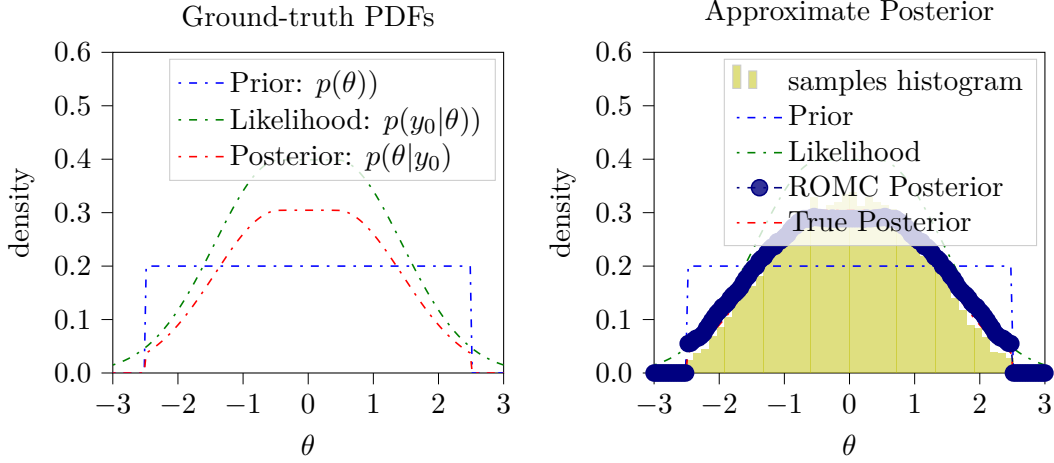 Ground-truth PDFs
0.6
0.5
0.4
0.3
0.2
0.1
0.0
density
−3
−2
−1
0
1
2
3
θ
Prior: p(θ))
Likelihood: p(y₀|θ))
Posterior: p(θ|y₀)
Approximate Posterior
0.6
0.5
0.4
0.3
0.2
0.1
0.0
density
−3
−2
−1
0
1
2
3
θ
samples histogram
Prior
Likelihood
ROMC Posterior
True Posterior